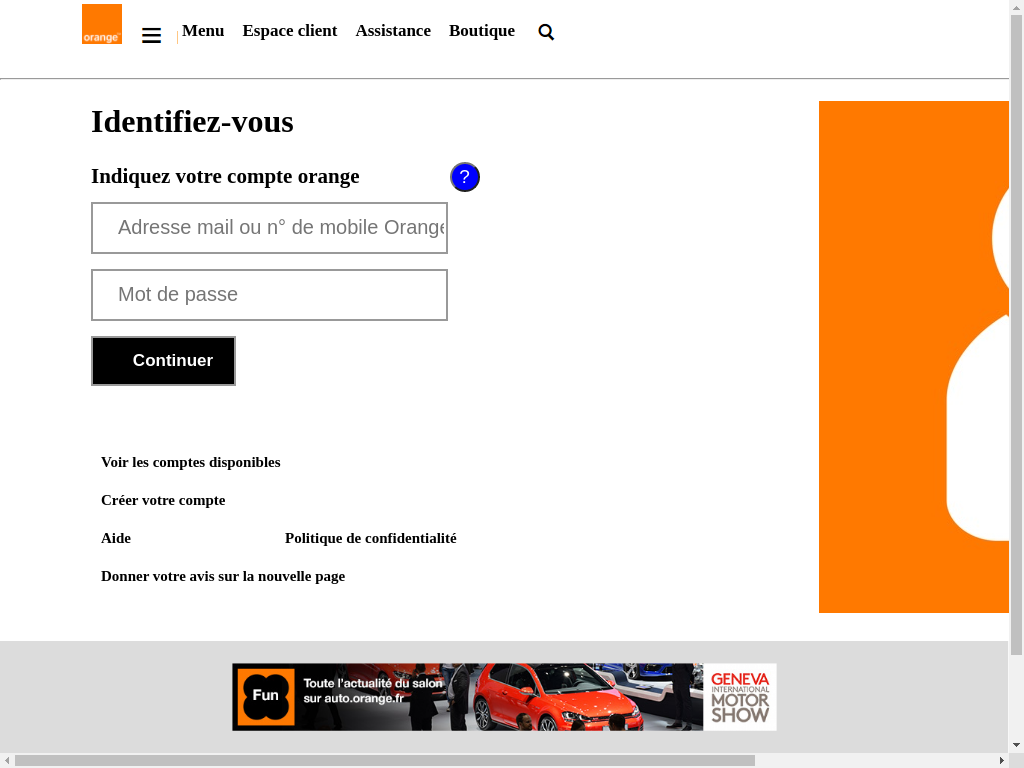 orange
Menu Espace client Assistance Boutique
Identifiez-vous
Indiquez votre compte orange ?
Adresse mail ou n° de mobile Orange
Mot de passe
Continuer
Voir les comptes disponibles
Créer votre compte
Aide Politique de confidentialité
Donner votre avis sur la nouvelle page
Fun
Toute l'actualité du salon
sur auto.orange.fr
GENEVA
INTERNATIONAL
MOTOR
SHOW